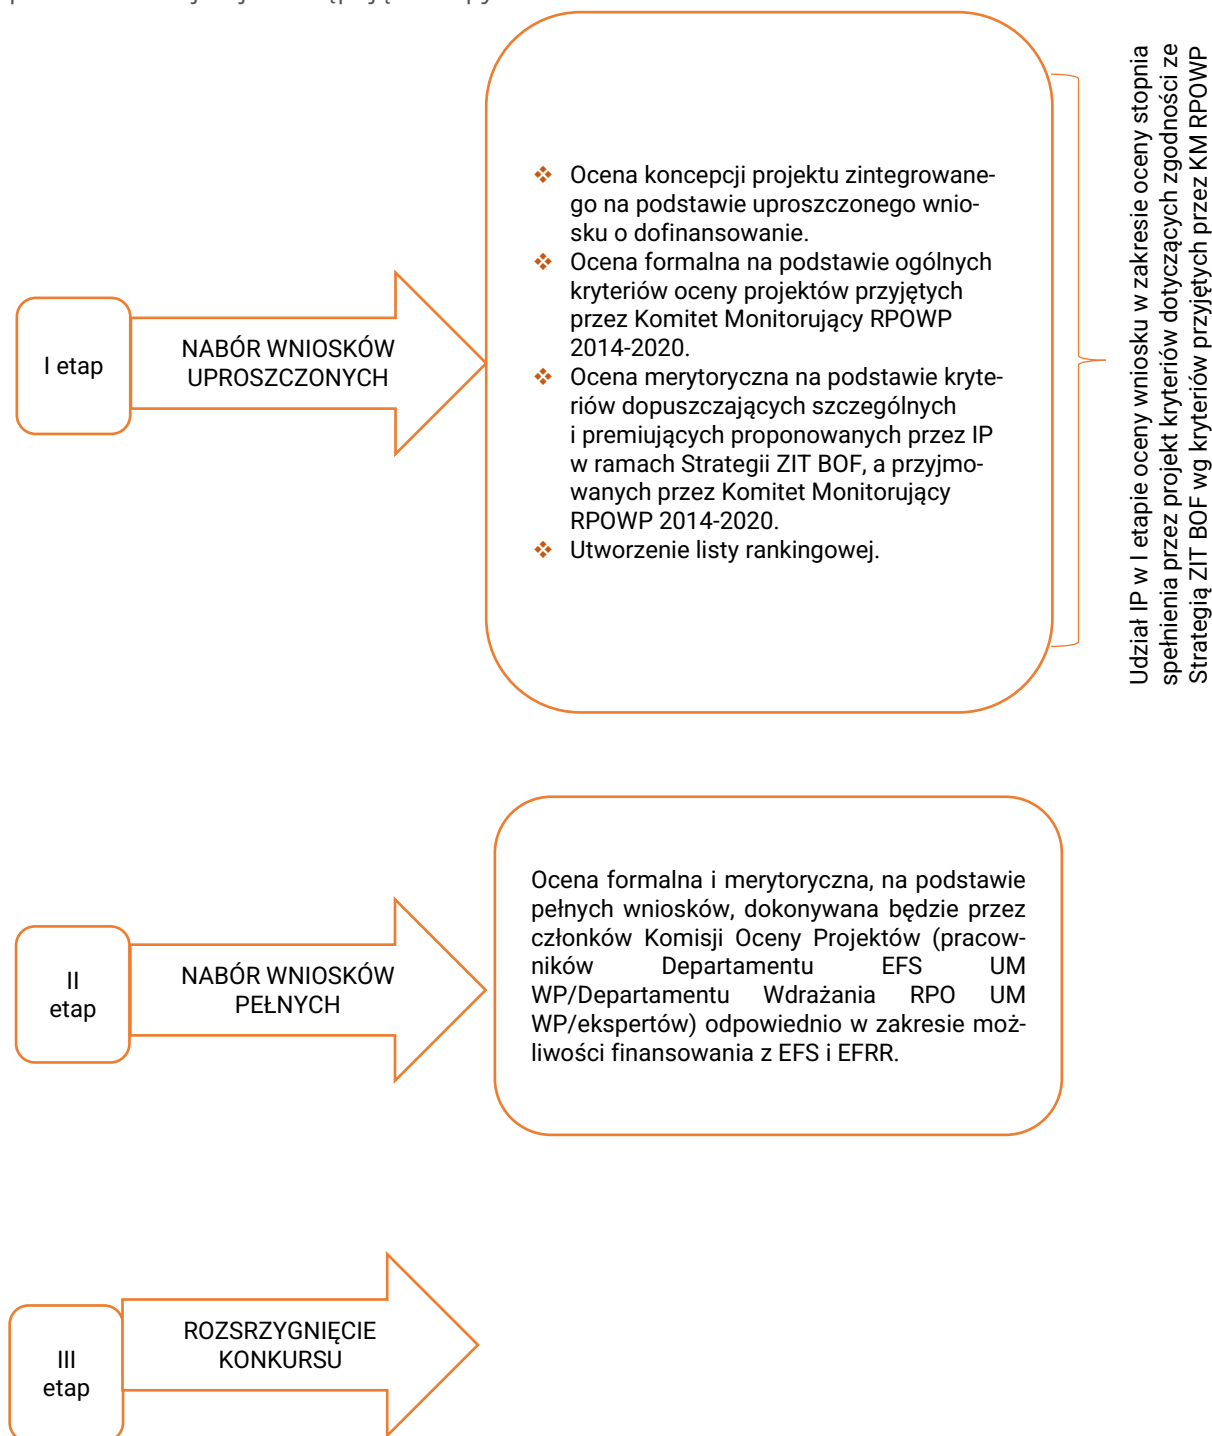 I etap
NABÓR WNIOSKÓW
UPROSZCZONYCH
❖ Ocena koncepcji projektu zintegrowane-
go na podstawie uproszczonego wnio-
sku o dofinansowanie.
❖ Ocena formalna na podstawie ogólnych
kryteriów oceny projektów przyjętych
przez Komitet Monitorujący RPOWP
2014-2020.
❖ Ocena merytoryczna na podstawie kryte-
riów dopuszczających szczególnych
i premiujących proponowanych przez IP
w ramach Strategii ZIT BOF, a przyjmo-
wanych przez Komitet Monitorujący
RPOWP 2014-2020.
❖ Utworzenie listy rankingowej.
Udział IP w I etapie oceny wniosku w zakresie oceny stopnia
spełnienia przez projekt kryteriów dotyczących zgodności ze
Strategią ZIT BOF wg kryteriów przyjętych przez KM RPOWP
II
etap
NABÓR WNIOSKÓW
PEŁNYCH
Ocena formalna i merytoryczna, na podstawie
pełnych wniosków, dokonywana będzie przez
członków Komisji Oceny Projektów (pracow-
ników Departamentu EFS UM
WP/Departamentu Wdrażania RPO UM
WP/ekspertów) odpowiednio w zakresie moż-
liwości finansowania z EFS i EFRR.
III
etap
ROZSRZYGNIĘCIE
KONKURSU